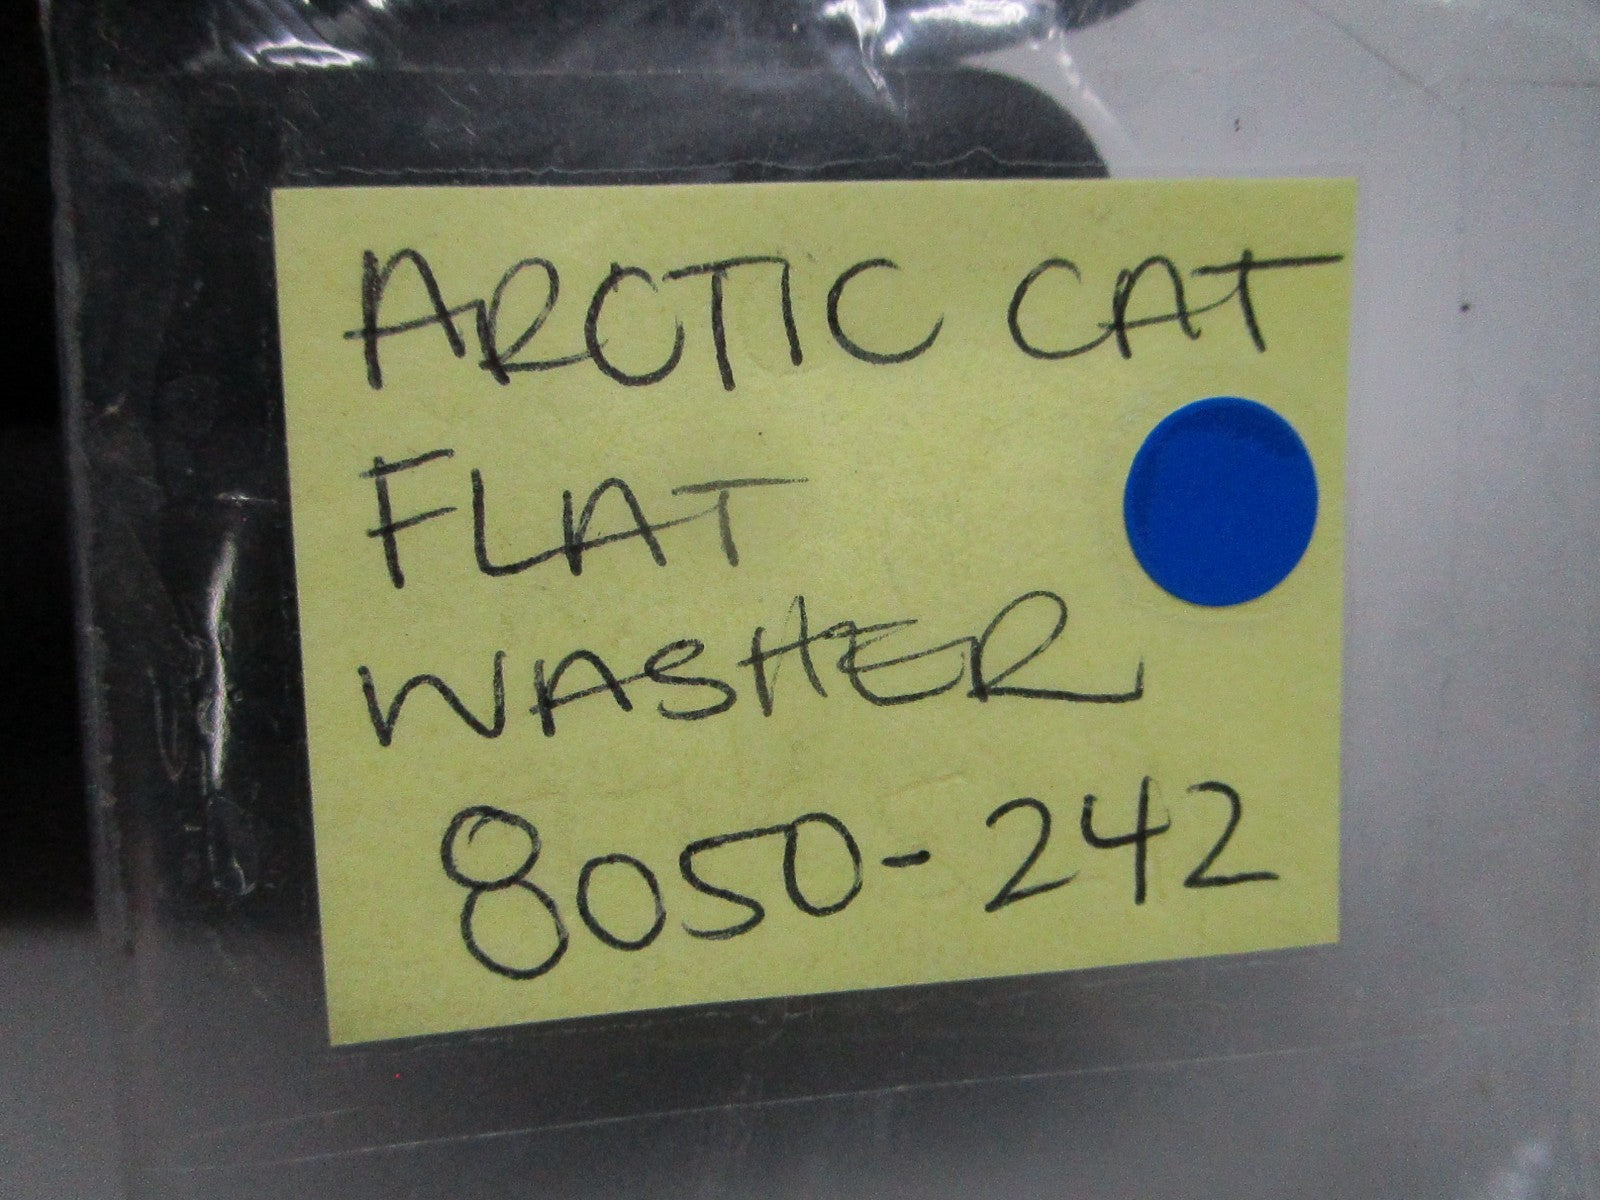 ARCTIC CAT
FLAT
WASHER
8050-242